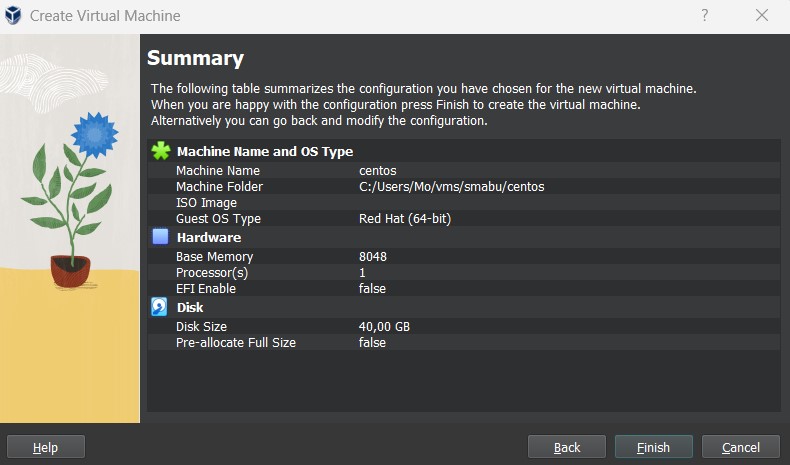 Create Virtual Machine
?
Summary
The following table summarizes the configuration you have chosen for the new virtual machine.
When you are happy with the configuration press Finish to create the virtual machine.
Alternatively you can go back and modify the configuration.
Machine Name and OS Type
Machine Name centos
Machine Folder C:/Users/Mo/vms/smabu/centos
ISO Image
Guest OS Type Red Hat (64-bit)
Hardware
Base Memory 8048
Processor(s) 1
EFI Enable false
Disk
Disk Size 40,00 GB
Pre-allocate Full Size false
Help Back Finish Cancel